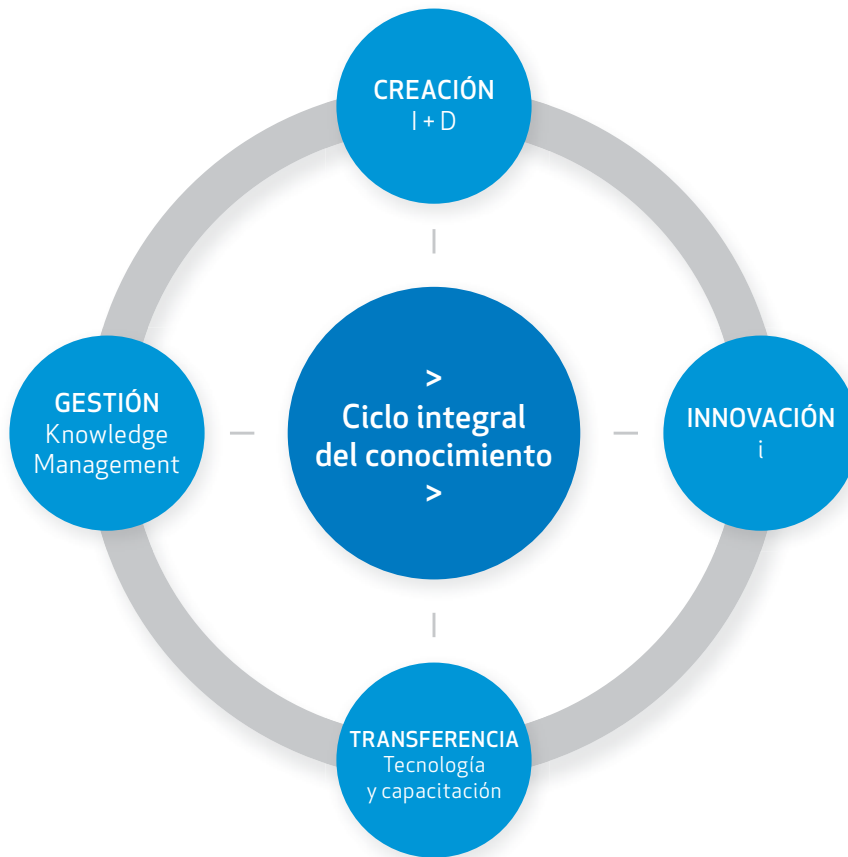 CREACIÓN
I + D
GESTIÓN
Knowledge
Management
>
Ciclo integral
del conocimiento
>
INNOVACIÓN
i
TRANSFERENCIA
Tecnología
y capacitación